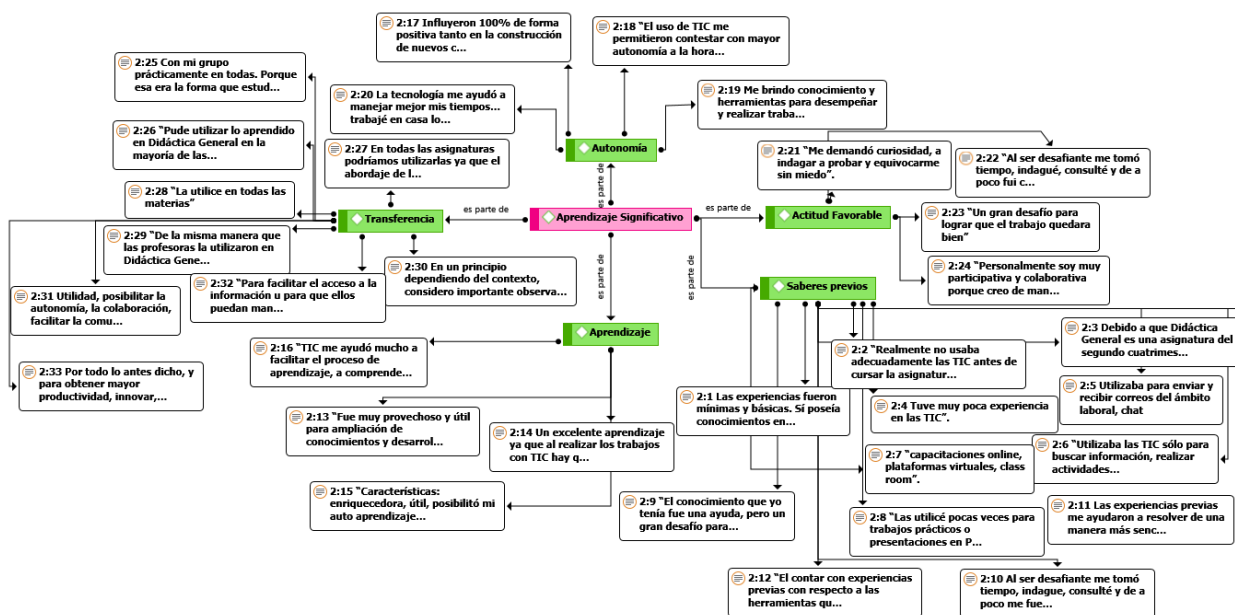 2:17 Influyeron 100% de forma
positiva tanto en la construcción
de nuevos c...
2:18 “El uso de TIC me
permitieron contestar con mayor
autonomía a la hora...
2:25 Con mi grupo
prácticamente en todas. Porque
esa era la forma que estud...
2:20 La tecnología me ayudó a
manejar mejor mis tiempos...
trabajé en casa lo...
2:19 Me brindo conocimiento y
herramientas para desempeñar
y realizar traba...
2:26 “Pude utilizar lo aprendido
en Didáctica General en la
mayoría de las...
2:27 En todas las asignaturas
podríamos utilizarlas ya que el
abordaje de l...
Autonomía
2:21 “Me demandó curiosidad, a
indagar a probar y equivocarme
sin miedo”.
2:22 “Al ser desafiante me tomó
tiempo, indagué, consulté y de a
poco fui c...
2:28 “La utilice en todas las
materias”
es parte de
Transferencia
es parte de
Aprendizaje Significativo
es parte de
Actitud Favorable
2:23 “Un gran desafío para
lograr que el trabajo quedara
bien”
2:29 “De la misma manera que
las profesoras la utilizaron en
Didáctica Gene...
2:30 En un principio
dependiendo del contexto,
considero importante observa...
2:24 “Personalmente soy muy
participativa y colaborativa
porque creo de man...
2:32 “Para facilitar el acceso a la
información u para que ellos
puedan man...
es parte de
es parte de
Saberes previos
2:31 Utilidad, posibilitar la
autonomía, la colaboración,
facilitar la comu...
Aprendizaje
2:16 “TIC me ayudó mucho a
facilitar el proceso de
aprendizaje, a comprende...
2:2 “Realmente no usaba
adecuadamente las TIC antes de
cursar la asignatur...
2:3 Debido a que Didáctica
General es una asignatura del
segundo cuatrimes...
2:33 Por todo lo antes dicho, y
para obtener mayor
productividad, innovar,...
2:1 Las experiencias fueron
mínimas y básicas. Sí poseía
conocimientos en...
2:4 Tuve muy poca experiencia
en las TIC”.
2:5 Utilizaba para enviar y
recibir correos del ámbito
laboral, chat
2:13 “Fue muy provechoso y útil
para ampliación de
conocimientos y desarrol...
2:14 Un excelente aprendizaje
ya que al realizar los trabajos
con TIC hay q...
2:7 “capacitaciones online,
plataformas virtuales, class
room”.
2:6 “Utilizaba las TIC sólo para
buscar información, realizar
actividades...
2:15 “Características:
enriquecedora, útil, posibilitó mi
auto aprendizaje...
2:9 “El conocimiento que yo
tenía fue una ayuda, pero un
gran desafío para...
2:8 “Las utilicé pocas veces para
trabajos prácticos o
presentaciones en P...
2:11 Las experiencias previas
me ayudaron a resolver de una
manera más senc...
2:12 “El contar con experiencias
previas con respecto a las
herramientas qu...
2:10 Al ser desafiante me tomó
tiempo, indague, consulté y de a
poco me fue...